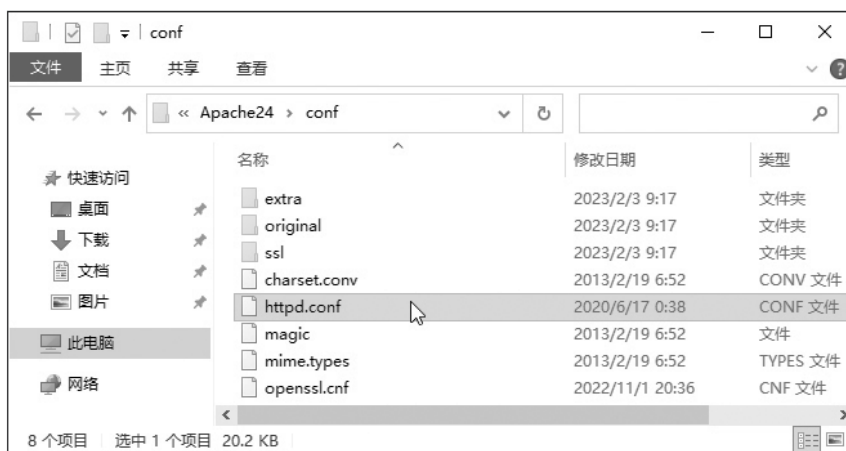 conf
文件 主页 共享 查看
« Apache24 › conf
名称 修改日期 类型
快速访问
桌面
下载
文档
图片
此电脑
网络
extra 2023/2/3 9:17 文件夹
original 2023/2/3 9:17 文件夹
ssl 2023/2/3 9:17 文件夹
charset.conv 2013/2/19 6:52 CONV 文件
httpd.conf 2020/6/17 0:38 CONF 文件
magic 2013/2/19 6:52 文件
mime.types 2013/2/19 6:52 TYPES 文件
openssl.cnf 2022/11/1 20:36 CNF 文件
8 个项目 选中 1 个项目 20.2 KB